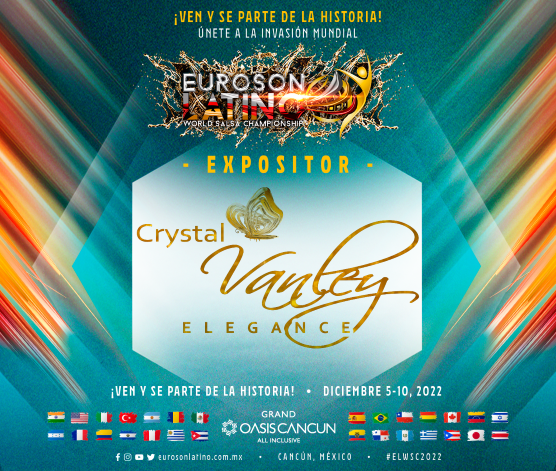 ¡VEN Y SE PARTE DE LA HISTORIA!
ÚNETE A LA INVASIÓN MUNDIAL
EUROSON
LATINO
WORLD SALSA CHAMPIONSHIP
- EXPOSITOR -
Crystal
Vanley
ELEGANCE
¡VEN Y SE PARTE DE LA HISTORIA! • DICIEMBRE 5-10, 2022
GRAND
OASIS CANCUN
ALL INCLUSIVE
eurosonlatino.com.mx • CANCÚN, MÉXICO • #ELWSC2022